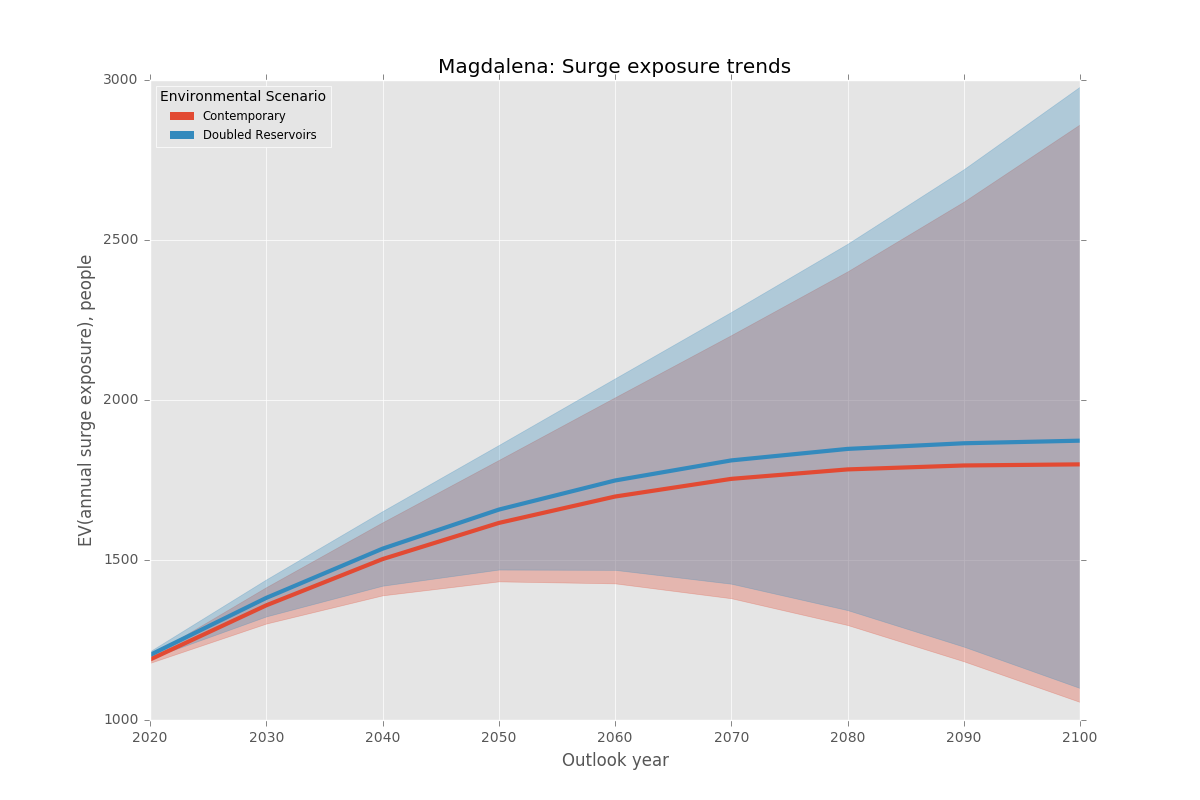 Magdalena: Surge exposure trends
Environmental Scenario
Contemporary
Doubled Reservoirs
EV(annual surge exposure), people
3000
2500
2000
1500
1000
2020 2030 2040 2050 2060 2070 2080 2090 2100
Outlook year